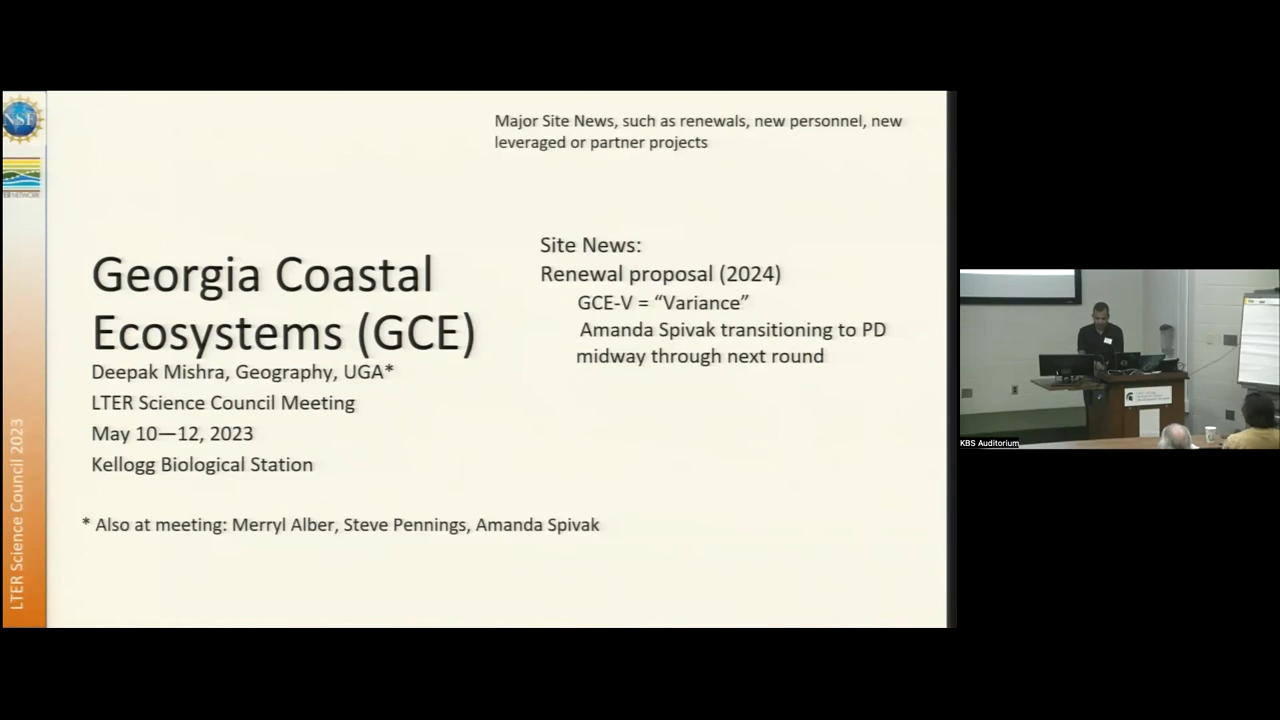 Major Site News, such as renewals, new personnel, new
leveraged or partner projects
Georgia Coastal
Ecosystems (GCE)
Deepak Mishra, Geography, UGA*
LTER Science Council Meeting
May 10—12, 2023
Kellogg Biological Station
* Also at meeting: Merryl Alber, Steve Pennings, Amanda Spivak
Site News:
Renewal proposal (2024)
GCE-V = “Variance”
Amanda Spivak transitioning to PD
midway through next round
NSF
LTER Science Council 2023
KBS Auditorium